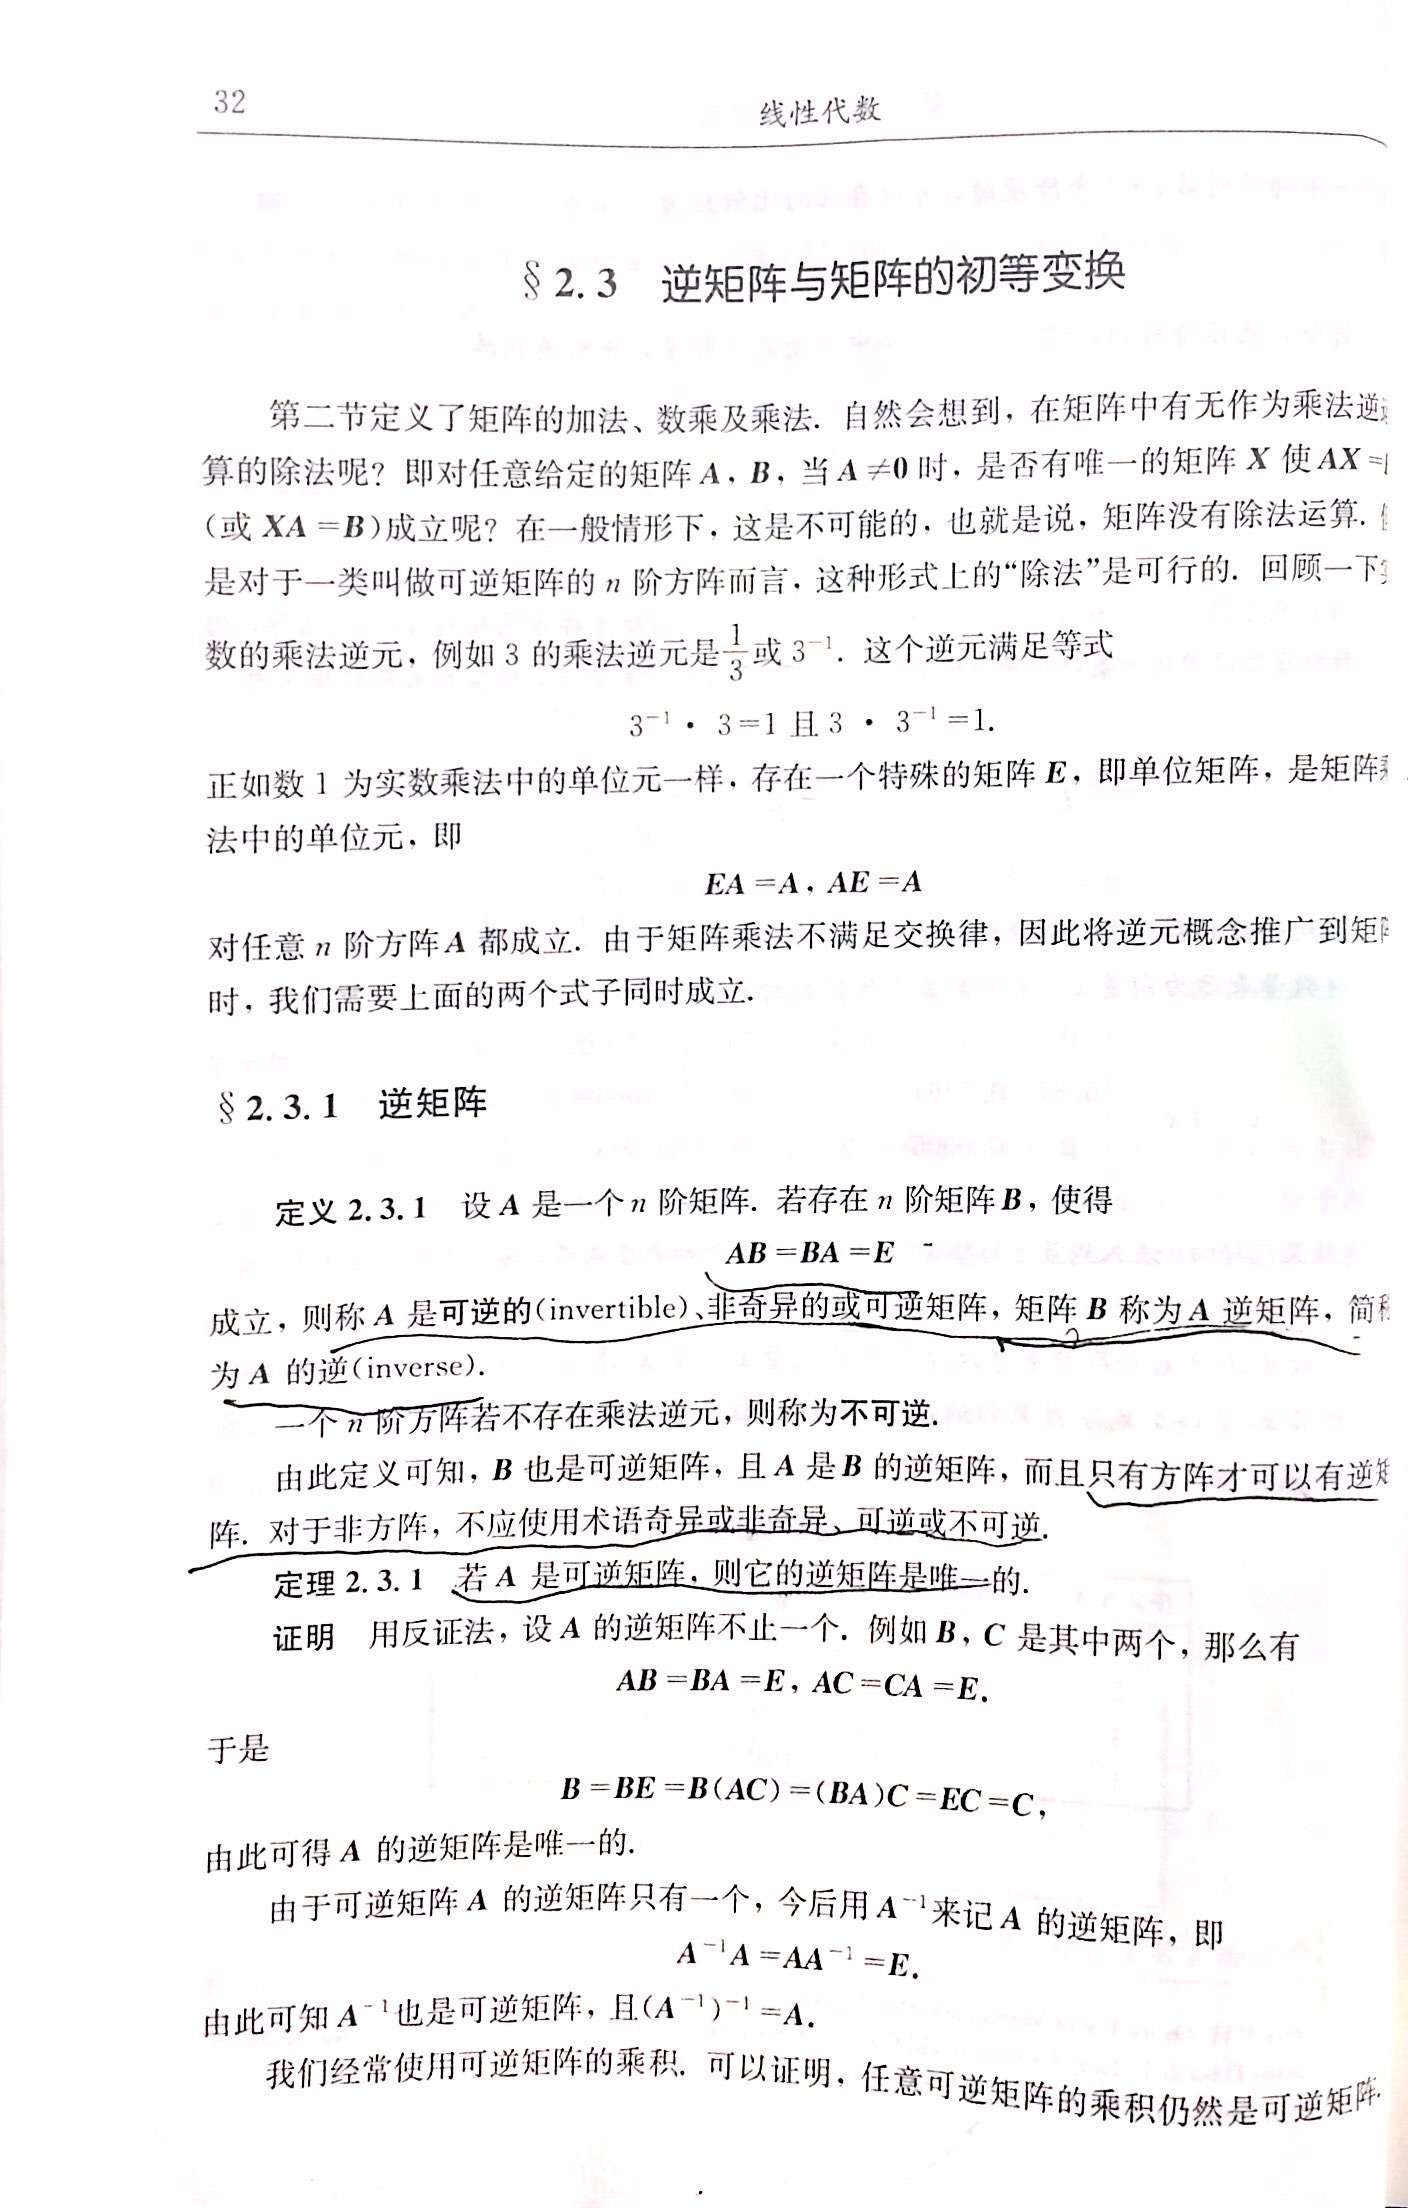 32
线性代数
§2.3 逆矩阵与矩阵的初等变换
第二节定义了矩阵的加法、数乘及乘法. 自然会想到, 在矩阵中有无作为乘法逆
算的除法呢? 即对任意给定的矩阵 A, B, 当 A≠0 时, 是否有唯一的矩阵 X 使 AX=
(或 XA=B)成立呢? 在一般情形下, 这是不可能的, 也就是说, 矩阵没有除法运算.
是对于一类叫做可逆矩阵的 n 阶方阵而言, 这种形式上的“除法”是可行的. 回顾一下
数的乘法逆元, 例如 3 的乘法逆元是 1/3 或 3⁻¹. 这个逆元满足等式
3⁻¹ · 3=1 且 3 · 3⁻¹=1.
正如数 1 为实数乘法中的单位元一样, 存在一个特殊的矩阵 E, 即单位矩阵, 是矩阵
法中的单位元, 即
EA=A, AE=A
对任意 n 阶方阵 A 都成立. 由于矩阵乘法不满足交换律, 因此将逆元概念推广到矩
时, 我们需要上面的两个式子同时成立.
§2.3.1 逆矩阵
定义 2.3.1 设 A 是一个 n 阶矩阵. 若存在 n 阶矩阵 B, 使得
AB=BA=E
成立, 则称 A 是可逆的(invertible)、非奇异的或可逆矩阵, 矩阵 B 称为 A 逆矩阵, 简
为 A 的逆(inverse).
一个 n 阶方阵若不存在乘法逆元, 则称为不可逆.
由此定义可知, B 也是可逆矩阵, 且 A 是 B 的逆矩阵, 而且只有方阵才可以有逆矩
阵. 对于非方阵, 不应使用术语奇异或非奇异、可逆或不可逆.
定理 2.3.1 若 A 是可逆矩阵, 则它的逆矩阵是唯一的.
证明 用反证法, 设 A 的逆矩阵不止一个. 例如 B, C 是其中两个, 那么有
AB=BA=E, AC=CA=E.
于是
B=BE=B(AC)=(BA)C=EC=C,
由此可得 A 的逆矩阵是唯一的.
由于可逆矩阵 A 的逆矩阵只有一个, 今后用 A⁻¹来记 A 的逆矩阵, 即
A⁻¹A=AA⁻¹=E.
由此可知 A⁻¹也是可逆矩阵, 且(A⁻¹)⁻¹=A.
我们经常使用可逆矩阵的乘积. 可以证明, 任意可逆矩阵的乘积仍然是可逆矩阵.